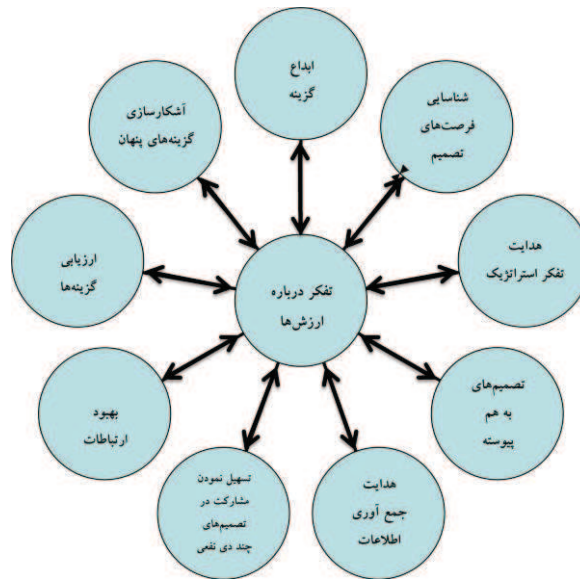 ابداع
گزینه
شناسایی
فرصت‌های
تصمیم
هدایت
تفکر استراتژیک
تصمیم‌های
به هم
پیوسته
هدایت
جمع آوری
اطلاعات
تسهیل نمودن
مشارکت در
تصمیم‌های
چند دی نفعی
بهبود
ارتباطات
ارزیابی
گزینه‌ها
آشکارسازی
گزینه‌های پنهان
تفکر درباره
ارزش‌ها